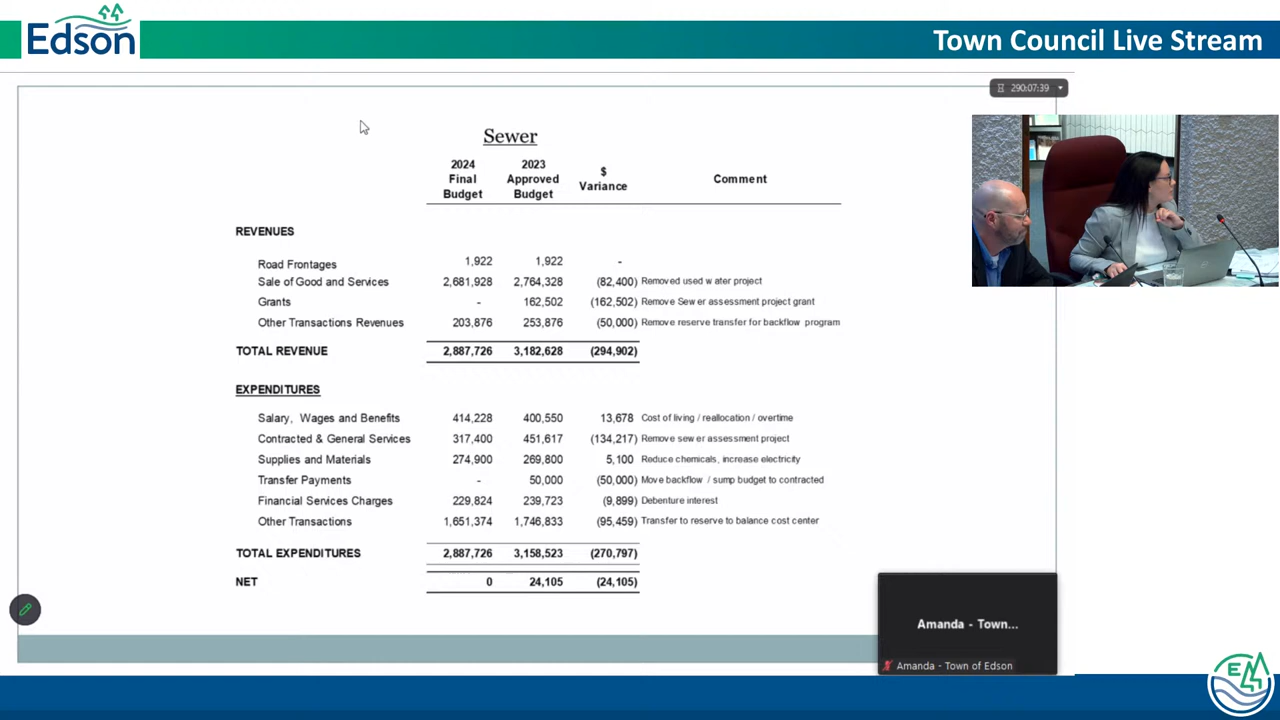 Edson
Town Council Live Stream
290:07:39
Sewer
2024 Final Budget
2023 Approved Budget
$ Variance
Comment
REVENUES
Road Frontages 1,922 1,922 -
Sale of Good and Services 2,681,928 2,764,328 (82,400) Removed used water project
Grants - 162,502 (162,502) Remove Sewer assessment project grant
Other Transactions Revenues 203,876 253,876 (50,000) Remove reserve transfer for backflow program
TOTAL REVENUE 2,887,726 3,182,628 (294,902)
EXPENDITURES
Salary, Wages and Benefits 414,228 400,550 13,678 Cost of living / reallocation / overtime
Contracted & General Services 317,400 451,617 (134,217) Remove sewer assessment project
Supplies and Materials 274,900 269,800 5,100 Reduce chemicals, increase electricity
Transfer Payments - 50,000 (50,000) Move backflow / sump budget to contracted
Financial Services Charges 229,824 239,723 (9,899) Debenture interest
Other Transactions 1,651,374 1,746,833 (95,459) Transfer to reserve to balance cost center
TOTAL EXPENDITURES 2,887,726 3,158,523 (270,797)
NET 0 24,105 (24,105)
Amanda - Town...
Amanda - Town of Edson
E